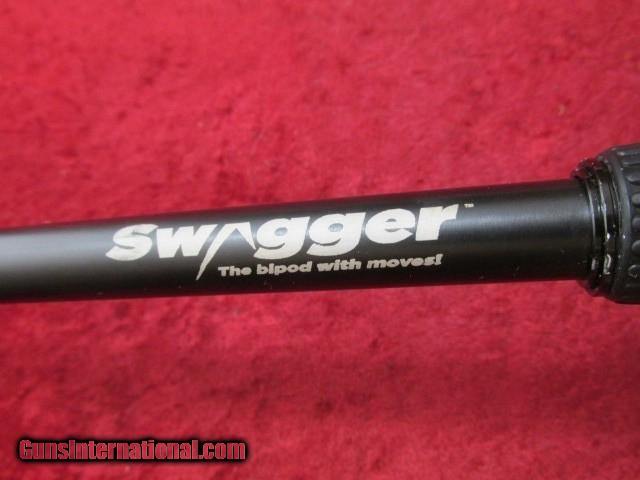 swagger™
The bipod with moves!
GunsInternational.com